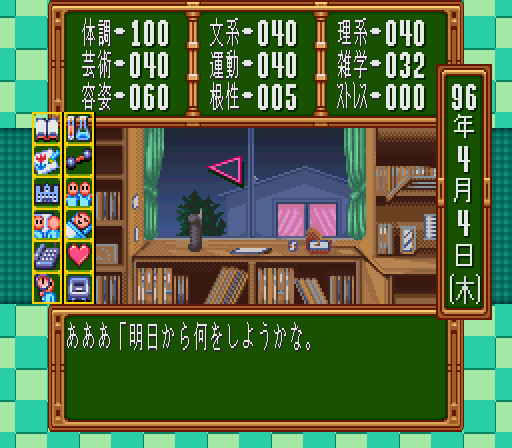 体調-100 文系-040 理系-040
芸術-040 運動-040 雑学-032
容姿-060 根性-005 ストレス-000
96
年
4
月
4
日
(木)
あああ「明日から何をしようかな。